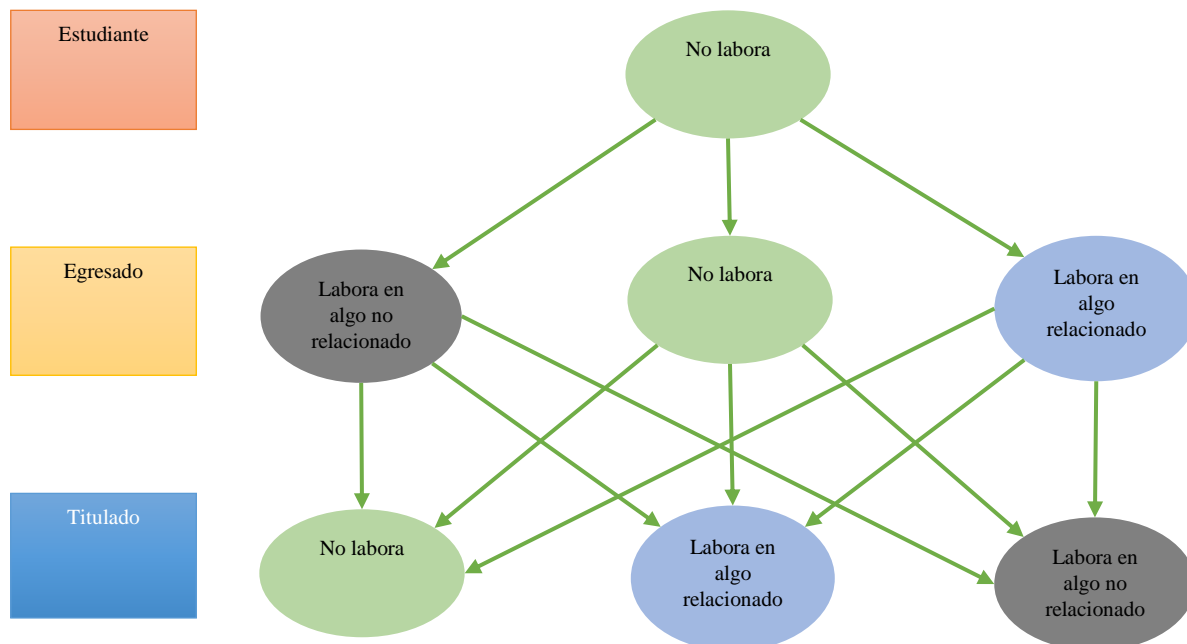 Estudiante
No labora
Egresado
Labora en
algo no
relacionado
No labora
Labora en
algo
relacionado
Titulado
No labora
Labora en
algo
relacionado
Labora en
algo no
relacionado